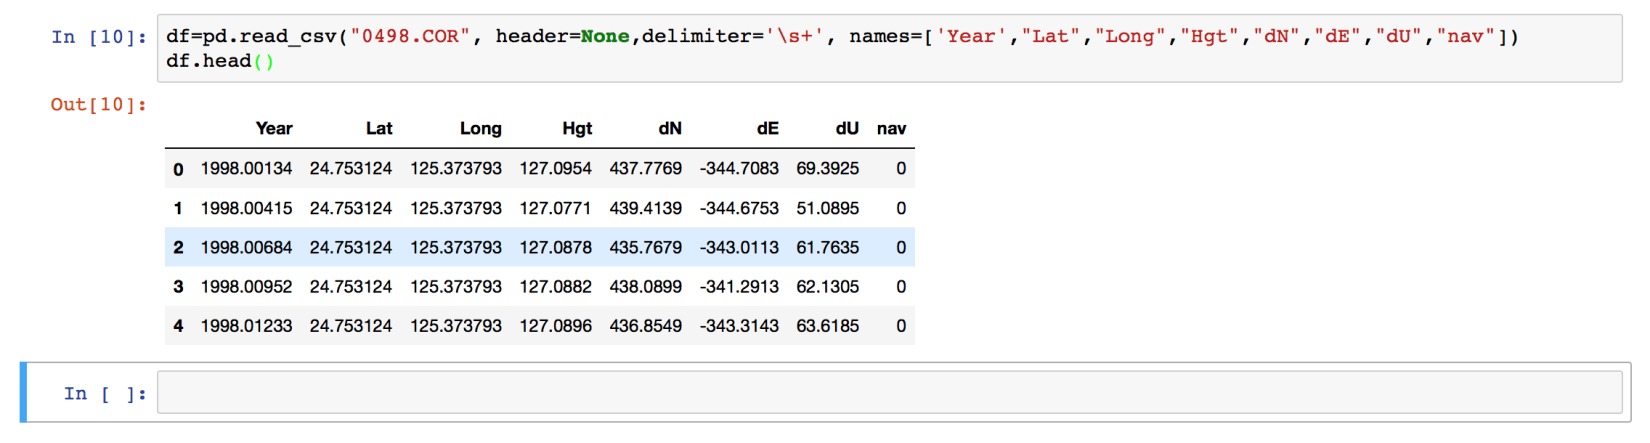 In [10]: df=pd.read_csv("0498.COR", header=None,delimiter='\s+', names=['Year',"Lat","Long","Hgt","dN","dE","dU","nav"])
df.head()
Out[10]:
Year Lat Long Hgt dN dE dU nav
0 1998.00134 24.753124 125.373793 127.0954 437.7769 -344.7083 69.3925 0
1 1998.00415 24.753124 125.373793 127.0771 439.4139 -344.6753 51.0895 0
2 1998.00684 24.753124 125.373793 127.0878 435.7679 -343.0113 61.7635 0
3 1998.00952 24.753124 125.373793 127.0882 438.0899 -341.2913 62.1305 0
4 1998.01233 24.753124 125.373793 127.0896 436.8549 -343.3143 63.6185 0
In [ ]: